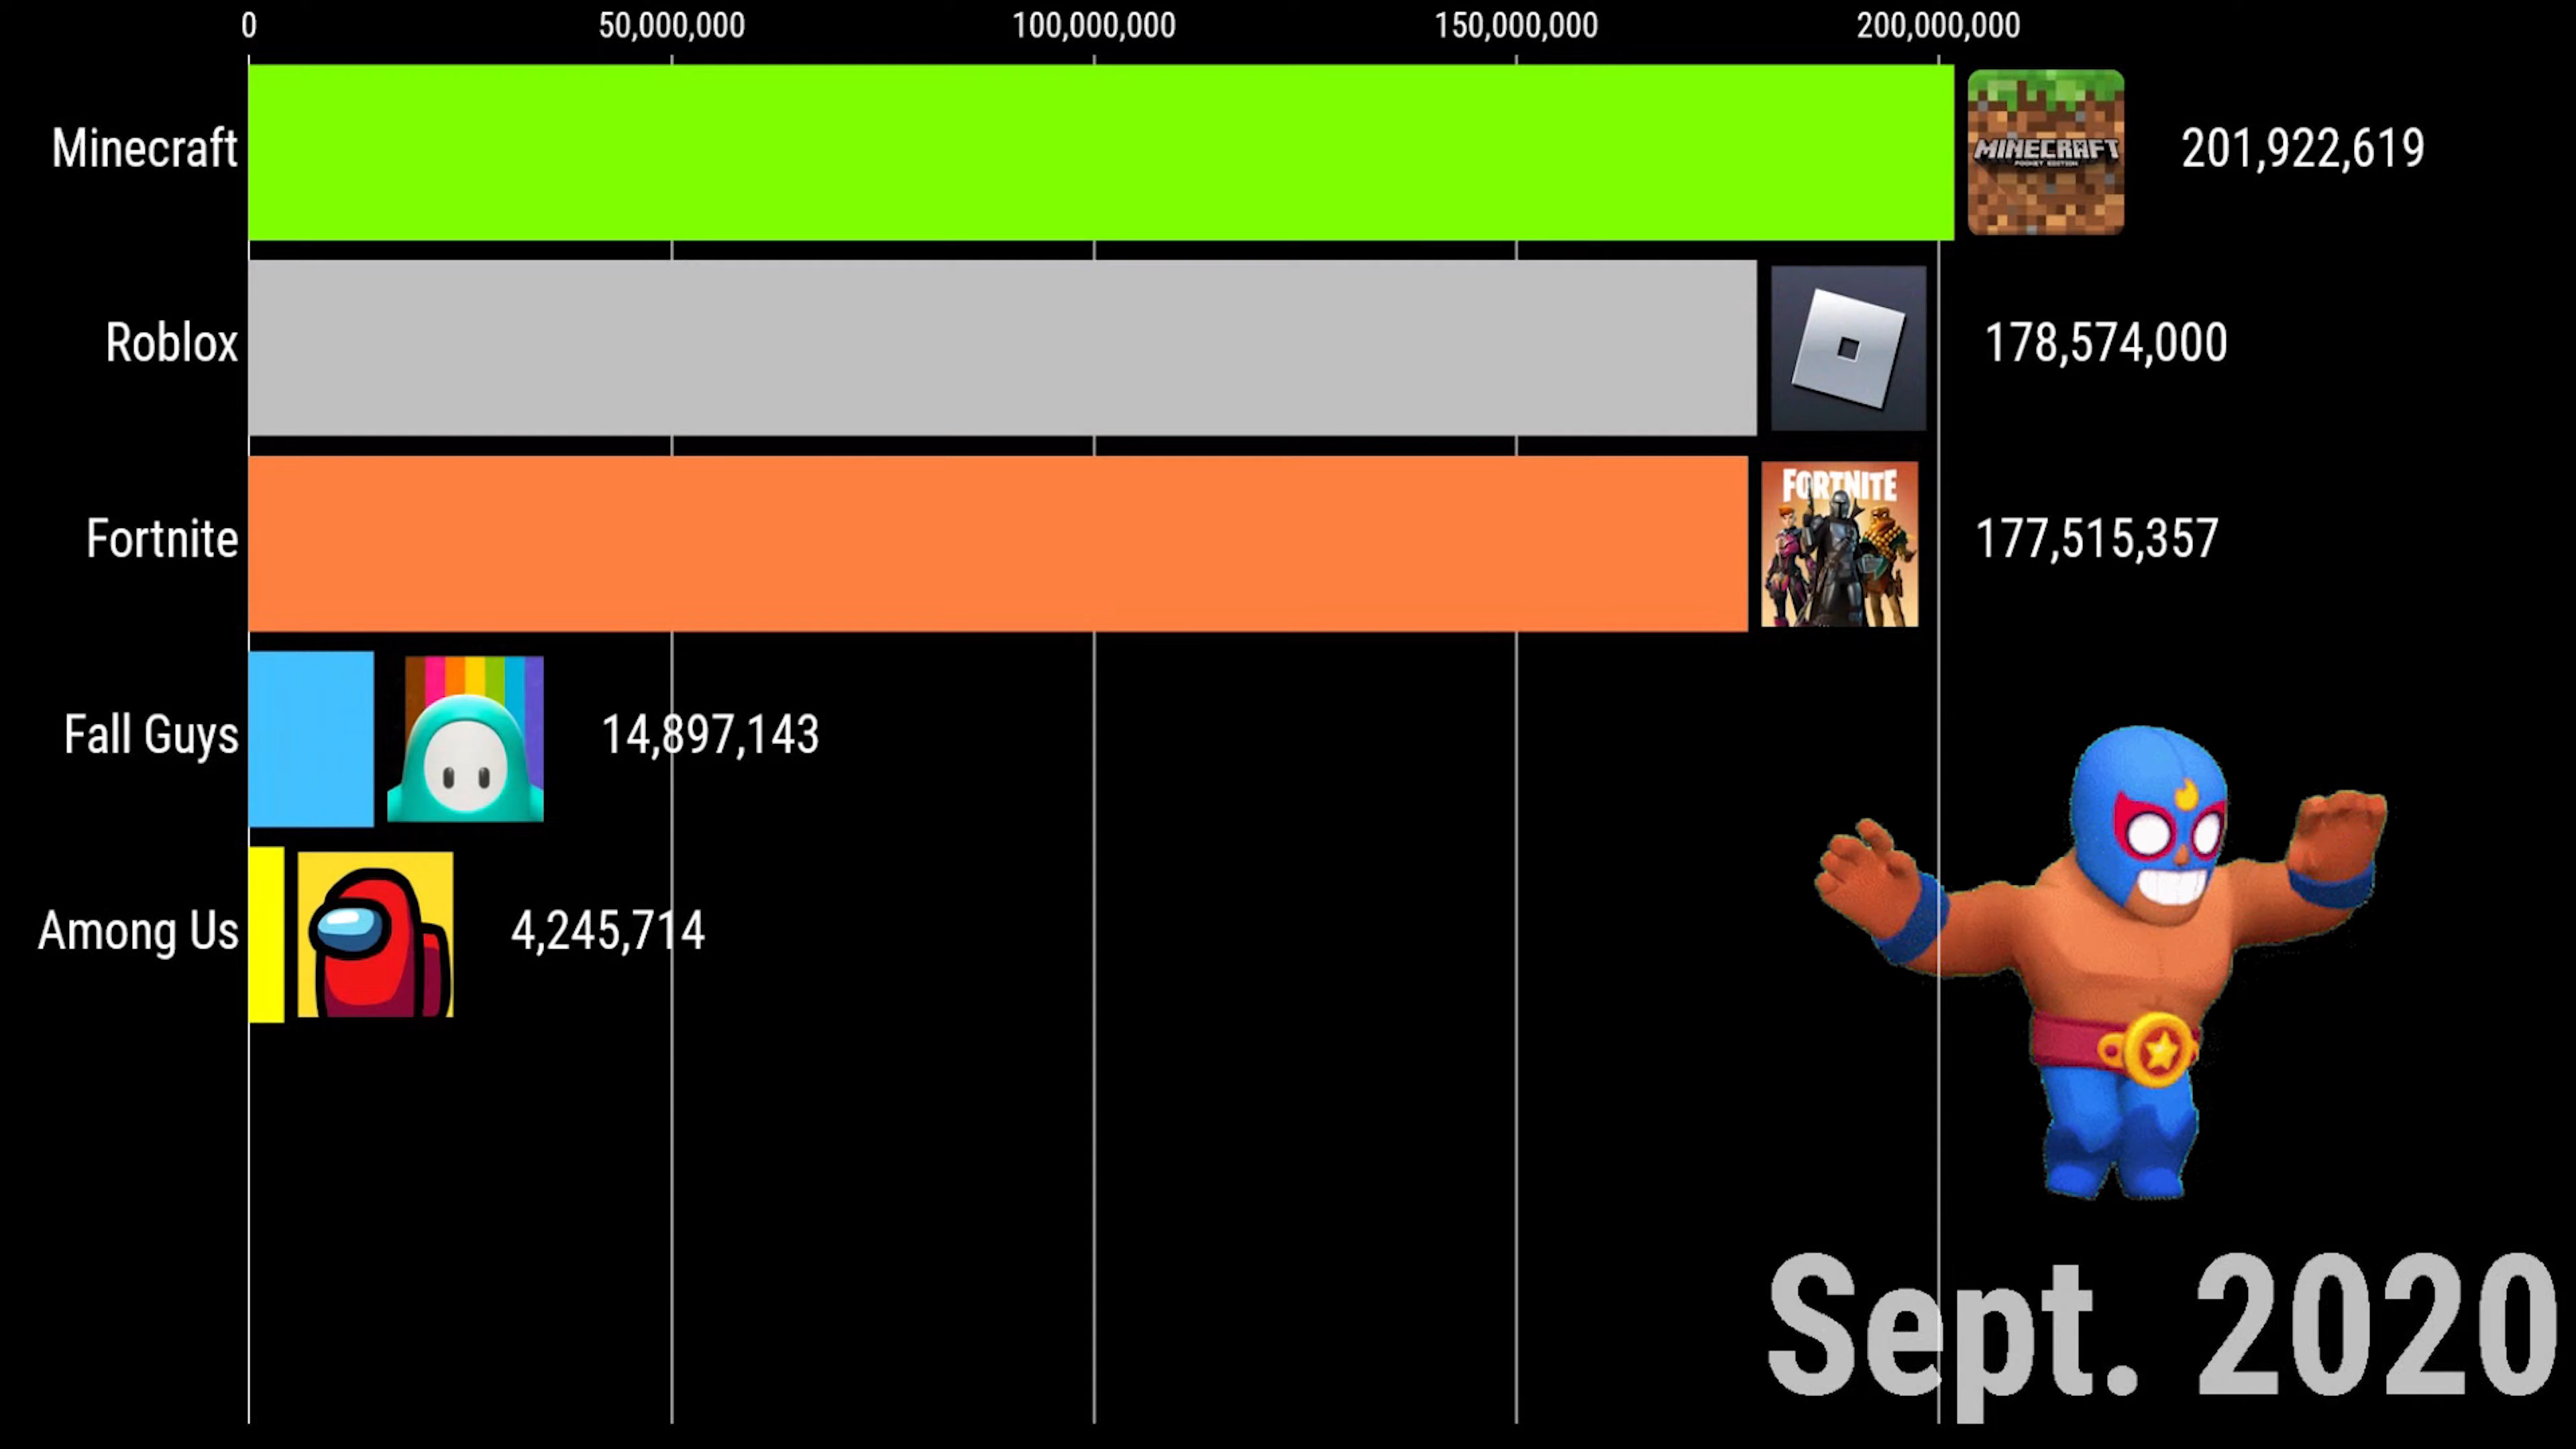 0 50,000,000 100,000,000 150,000,000 200,000,000
Minecraft
MINECRAFT
POCKET EDITION
201,922,619
Roblox
178,574,000
Fortnite
FORTNITE
177,515,357
Fall Guys
14,897,143
Among Us
4,245,714
Sept. 2020